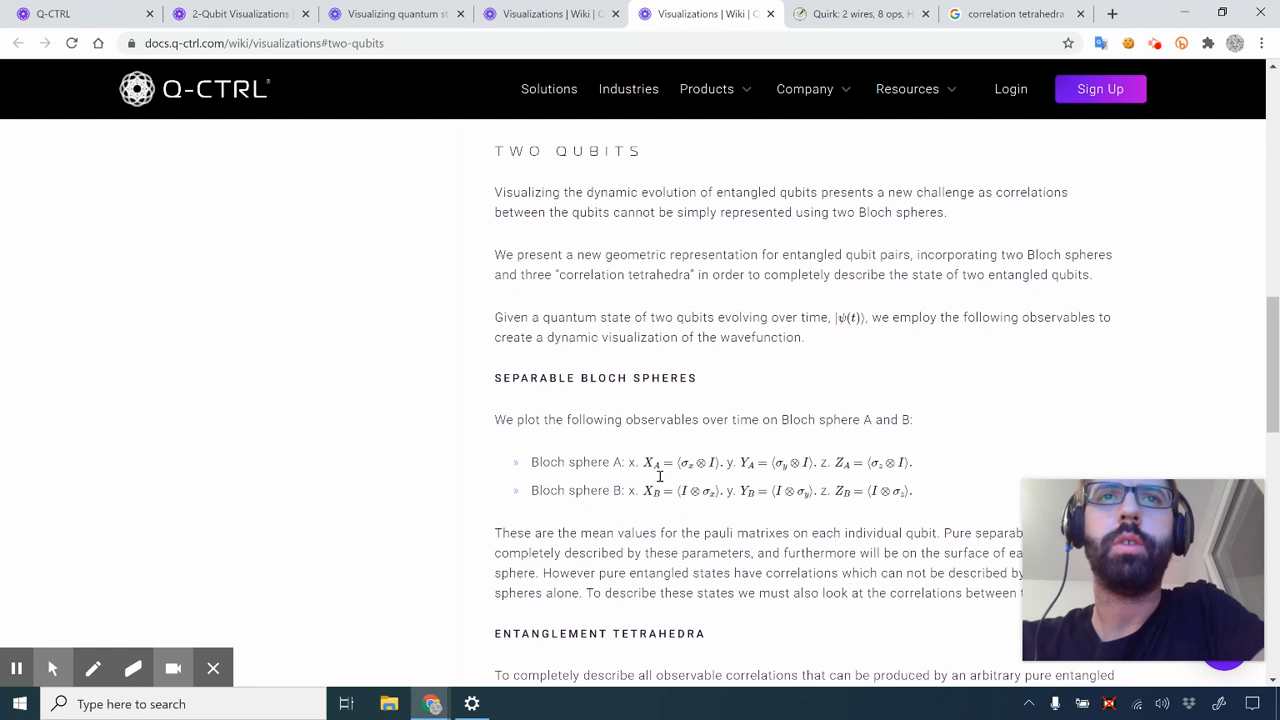 Q-CTRL
2-Qubit Visualizations
Visualizing quantum st
Visualizations | Wiki | C
Visualizations | Wiki | C
Quirk: 2 wires, 8 ops, H
correlation tetrahedra
docs.q-ctrl.com/wiki/visualizations#two-qubits
Q-CTRL®
Solutions
Industries
Products
Company
Resources
Login
Sign Up
TWO QUBITS
Visualizing the dynamic evolution of entangled qubits presents a new challenge as correlations
between the qubits cannot be simply represented using two Bloch spheres.
We present a new geometric representation for entangled qubit pairs, incorporating two Bloch spheres
and three “correlation tetrahedra” in order to completely describe the state of two entangled qubits.
Given a quantum state of two qubits evolving over time, |ψ(t)⟩, we employ the following observables to
create a dynamic visualization of the wavefunction.
SEPARABLE BLOCH SPHERES
We plot the following observables over time on Bloch sphere A and B:
» Bloch sphere A: x. X_A = ⟨σ_x ⊗ I⟩. y. Y_A = ⟨σ_y ⊗ I⟩. z. Z_A = ⟨σ_z ⊗ I⟩.
» Bloch sphere B: x. X_B = ⟨I ⊗ σ_x⟩. y. Y_B = ⟨I ⊗ σ_y⟩. z. Z_B = ⟨I ⊗ σ_z⟩.
These are the mean values for the pauli matrixes on each individual qubit. Pure separab
completely described by these parameters, and furthermore will be on the surface of ea
sphere. However pure entangled states have correlations which can not be described by
spheres alone. To describe these states we must also look at the correlations between t
ENTANGLEMENT TETRAHEDRA
To completely describe all observable correlations that can be produced by an arbitrary pure entangled
Type here to search